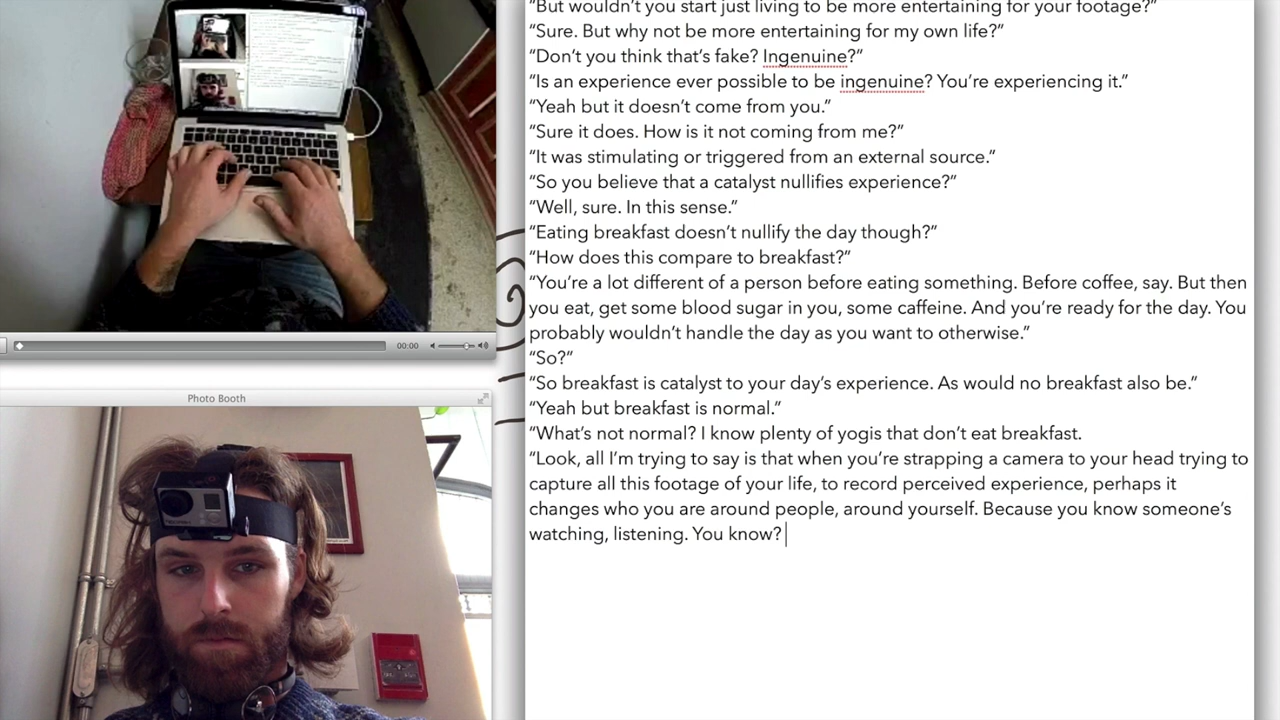 "But wouldn't you start just living to be more entertaining for your footage?"
"Sure. But why not be more entertaining for my own life?"
"Don't you think that to be Ingenuine?"
"Is an experience ever possible to be ingenuine? You're experiencing it."
"Yeah but it doesn't come from you."
"Sure it does. How is it not coming from me?"
"It was stimulating or triggered from an external source."
"So you believe that a catalyst nullifies experience?"
"Well, sure. In this sense."
"Eating breakfast doesn't nullify the day though?"
"How does this compare to breakfast?"
"You're a lot different of a person before eating something. Before coffee, say. But then
you eat, get some blood sugar in you, some caffeine. And you're ready for the day. You
probably wouldn't handle the day as you want to otherwise."
"So?"
"So breakfast is catalyst to your day's experience. As would no breakfast also be."
"Yeah but breakfast is normal."
"What's not normal? I know plenty of yogis that don't eat breakfast.
"Look, all I'm trying to say is that when you're strapping a camera to your head trying to
capture all this footage of your life, to record perceived experience, perhaps it
changes who you are around people, around yourself. Because you know someone's
watching, listening. You know?
00:00
Photo Booth